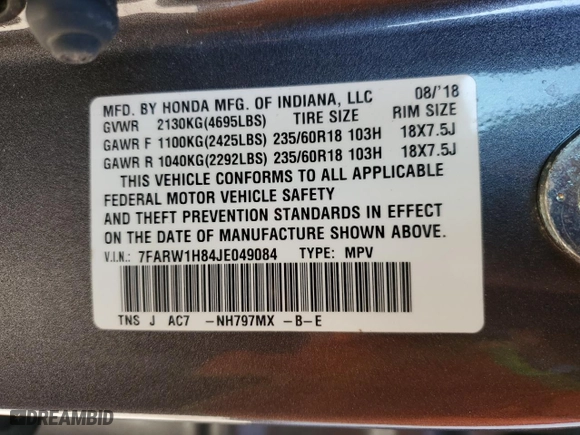 MFD. BY HONDA MFG. OF INDIANA, LLC 08/'18
GVWR 2130KG(4695LBS) TIRE SIZE RIM SIZE
GAWR F 1100KG(2425LBS) 235/60R18 103H 18X7.5J
GAWR R 1040KG(2292LBS) 235/60R18 103H 18X7.5J
THIS VEHICLE CONFORMS TO ALL APPLICABLE
FEDERAL MOTOR VEHICLE SAFETY
AND THEFT PREVENTION STANDARDS IN EFFECT
ON THE DATE OF MANUFACTURE SHOWN ABOVE.
V.I.N.: 7FARW1H84JE049084 TYPE: MPV
TNS J AC7 -NH797MX -B-E
DREAMBID